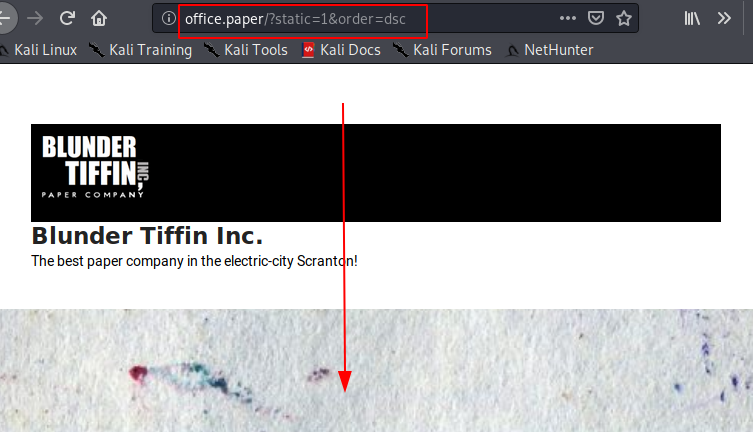 office.paper/?static=1&order=dsc
Kali Linux Kali Training Kali Tools Kali Docs Kali Forums NetHunter
BLUNDER
TIFFIN, INC
PAPER COMPANY
Blunder Tiffin Inc.
The best paper company in the electric-city Scranton!